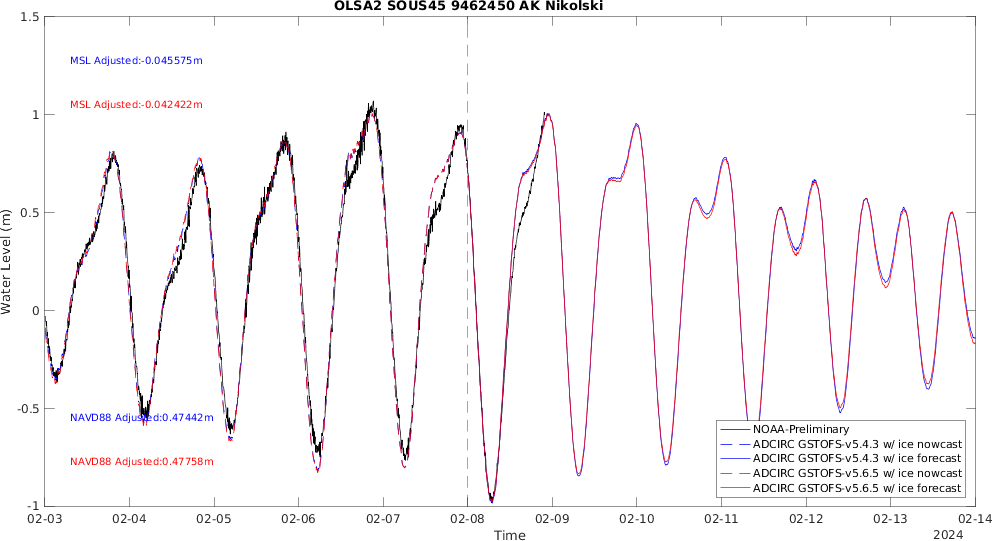 OLSA2 SOUS45 9462450 AK Nikolski
1.5
1
0.5
0
-0.5
-1
Water Level (m)
MSL Adjusted:-0.045575m
MSL Adjusted:-0.042422m
NAVD88 Adjusted:0.47442m
NAVD88 Adjusted:0.47758m
NOAA-Preliminary
ADCIRC GSTOFS-v5.4.3 w/ ice nowcast
ADCIRC GSTOFS-v5.4.3 w/ ice forecast
ADCIRC GSTOFS-v5.6.5 w/ ice nowcast
ADCIRC GSTOFS-v5.6.5 w/ ice forecast
02-03 02-04 02-05 02-06 02-07 02-08 02-09 02-10 02-11 02-12 02-13 02-14
Time
2024